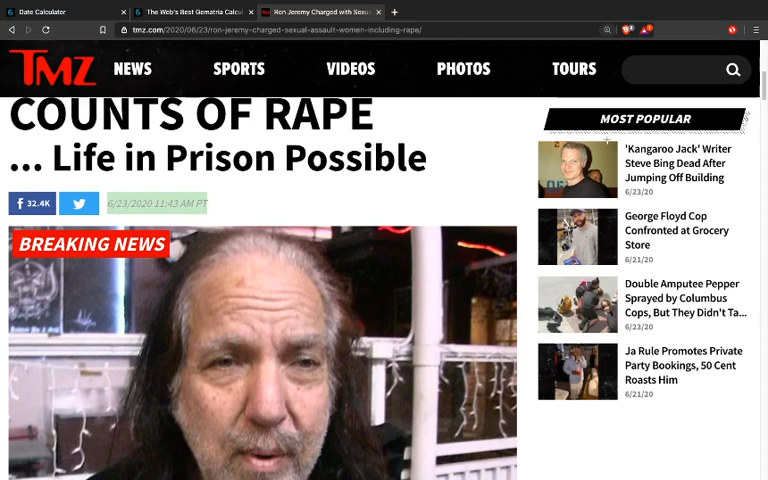 Date Calculator
The Web's Best Gematria Calcul
Ron Jeremy Charged with Sexua
tmz.com/2020/06/23/ron-jeremy-charged-sexual-assault-women-including-rape/
TMZ
NEWS
SPORTS
VIDEOS
PHOTOS
TOURS
COUNTS OF RAPE
... Life in Prison Possible
32.4K
6/23/2020 11:43 AM PT
BREAKING NEWS
MOST POPULAR
'Kangaroo Jack' Writer
Steve Bing Dead After
Jumping Off Building
6/23/20
George Floyd Cop
Confronted at Grocery
Store
6/21/20
Double Amputee Pepper
Sprayed by Columbus
Cops, But They Didn't Ta...
6/23/20
Ja Rule Promotes Private
Party Bookings, 50 Cent
Roasts Him
6/21/20